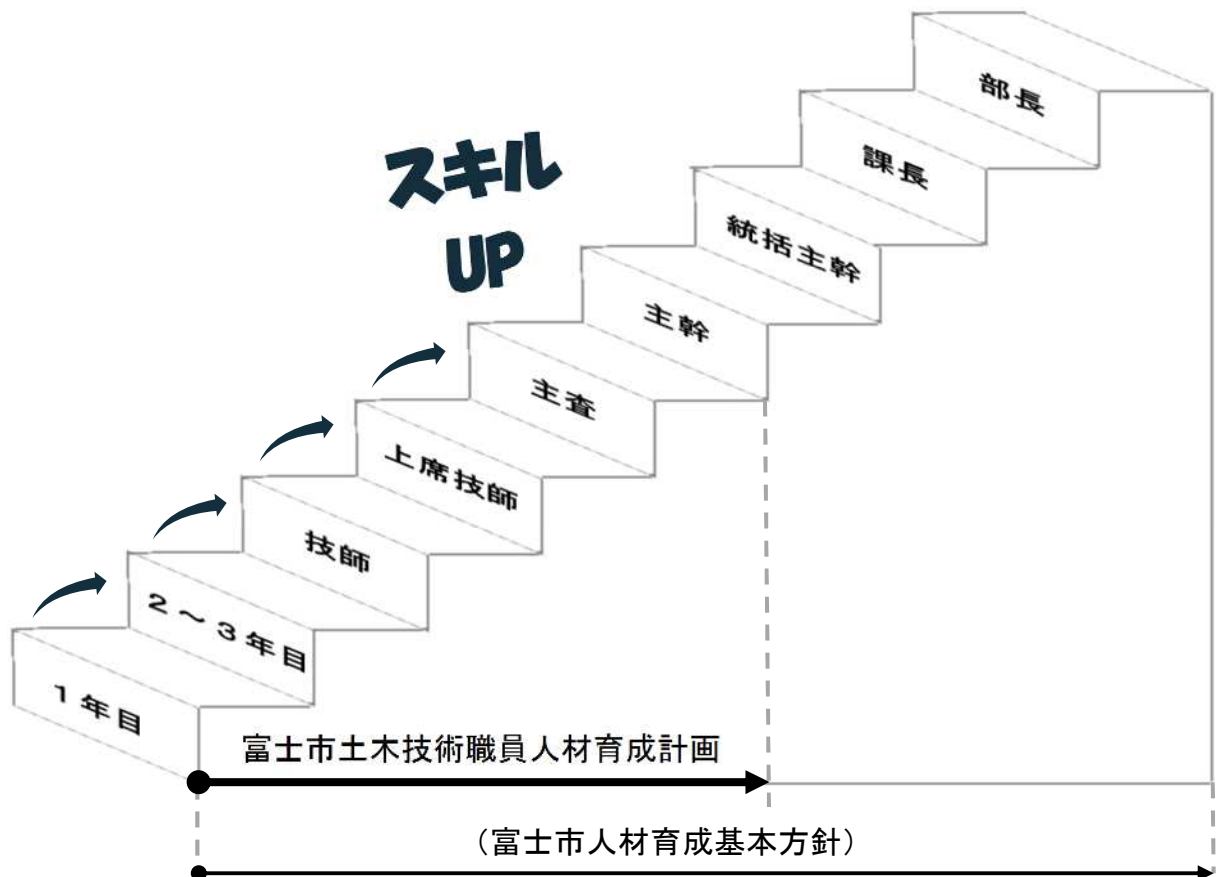 スキル
UP
部長
課長
統括主幹
主幹
主査
上席技師
技師
2～3年目
1年目
富士市土木技術職員人材育成計画
（富士市人材育成基本方針）